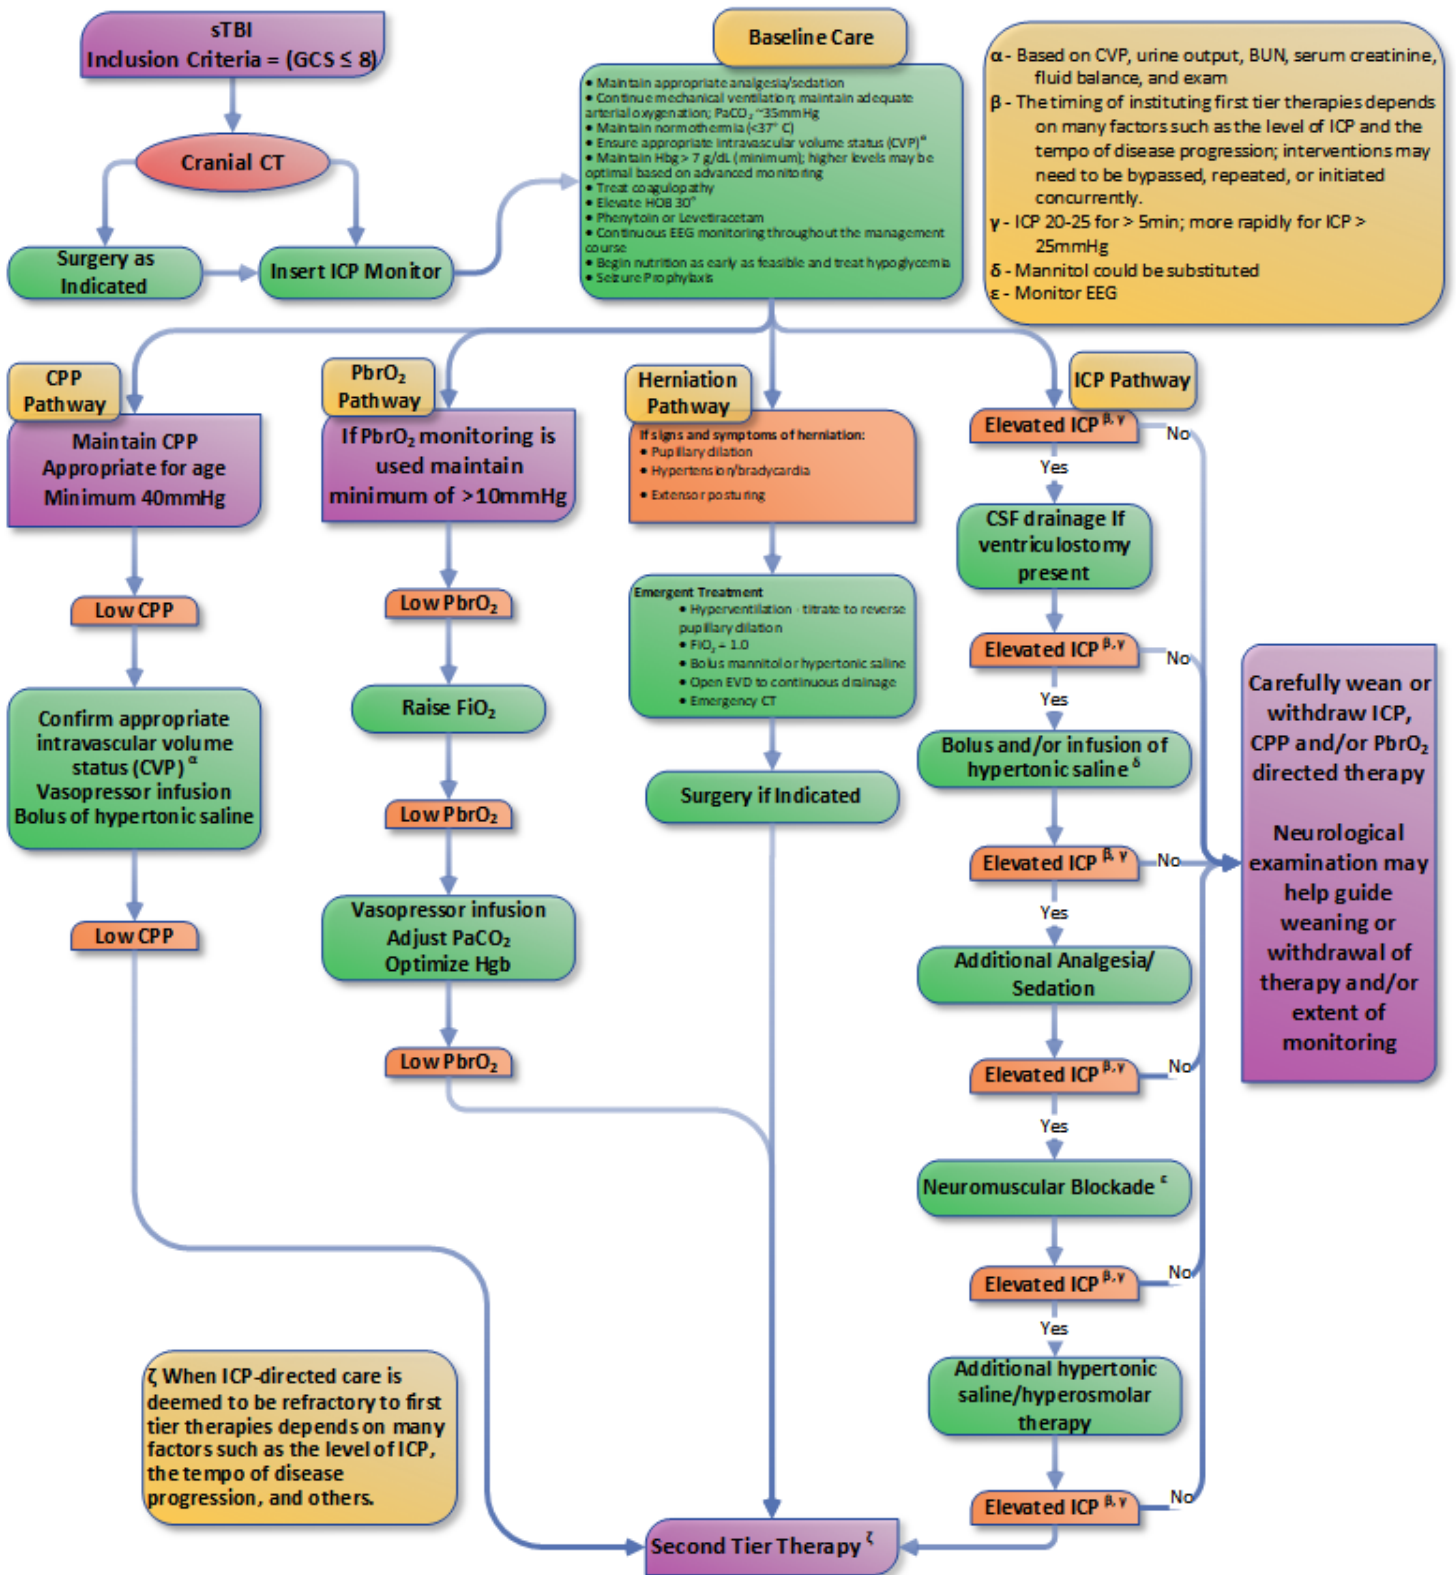 sTBI
Inclusion Criteria = (GCS ≤ 8)
Cranial CT
Surgery as
Indicated
Insert ICP Monitor
Baseline Care
● Maintain appropriate analgesia/sedation
● Continue mechanical ventilation; maintain adequate
arterial oxygenation; PaCO₂ ~35mmHg
● Maintain normothermia (<37° C)
● Ensure appropriate intravascular volume status (CVP)ᵅ
● Maintain Hbg > 7 g/dL (minimum); higher levels may be
optimal based on advanced monitoring
● Treat coagulopathy
● Elevate HOB 30°
● Phenytoin or Levetiracetam
● Continuous EEG monitoring throughout the management
course
● Begin nutrition as early as feasible and treat hypoglycemia
● Seizure Prophylaxis
α - Based on CVP, urine output, BUN, serum creatinine,
fluid balance, and exam
β - The timing of instituting first tier therapies depends
on many factors such as the level of ICP and the
tempo of disease progression; interventions may
need to be bypassed, repeated, or initiated
concurrently.
γ - ICP 20-25 for > 5min; more rapidly for ICP >
25mmHg
δ - Mannitol could be substituted
ε - Monitor EEG
CPP
Pathway
Maintain CPP
Appropriate for age
Minimum 40mmHg
Low CPP
Confirm appropriate
intravascular volume
status (CVP) ᵅ
Vasopressor infusion
Bolus of hypertonic saline
Low CPP
PbrO₂
Pathway
If PbrO₂ monitoring is
used maintain
minimum of >10mmHg
Low PbrO₂
Raise FiO₂
Low PbrO₂
Vasopressor infusion
Adjust PaCO₂
Optimize Hgb
Low PbrO₂
Herniation
Pathway
If signs and symptoms of herniation:
● Pupillary dilation
● Hypertension/bradycardia
● Extensor posturing
Emergent Treatment
● Hyperventilation - titrate to reverse
pupillary dilation
● FiO₂ = 1.0
● Bolus mannitol or hypertonic saline
● Open EVD to continuous drainage
● Emergency CT
Surgery if Indicated
ICP Pathway
Elevated ICP β,γ
No
Yes
CSF drainage If
ventriculostomy
present
Elevated ICP β,γ
No
Yes
Bolus and/or infusion of
hypertonic saline δ
Elevated ICP β,γ
No
Yes
Additional Analgesia/
Sedation
Elevated ICP β,γ
No
Yes
Neuromuscular Blockade ε
Elevated ICP β,γ
No
Yes
Additional hypertonic
saline/hyperosmolar
therapy
Elevated ICP β,γ
No
Carefully wean or
withdraw ICP,
CPP and/or PbrO₂
directed therapy
Neurological
examination may
help guide
weaning or
withdrawal of
therapy and/or
extent of
monitoring
ζ When ICP-directed care is
deemed to be refractory to first
tier therapies depends on many
factors such as the level of ICP,
the tempo of disease
progression, and others.
Second Tier Therapy ζ